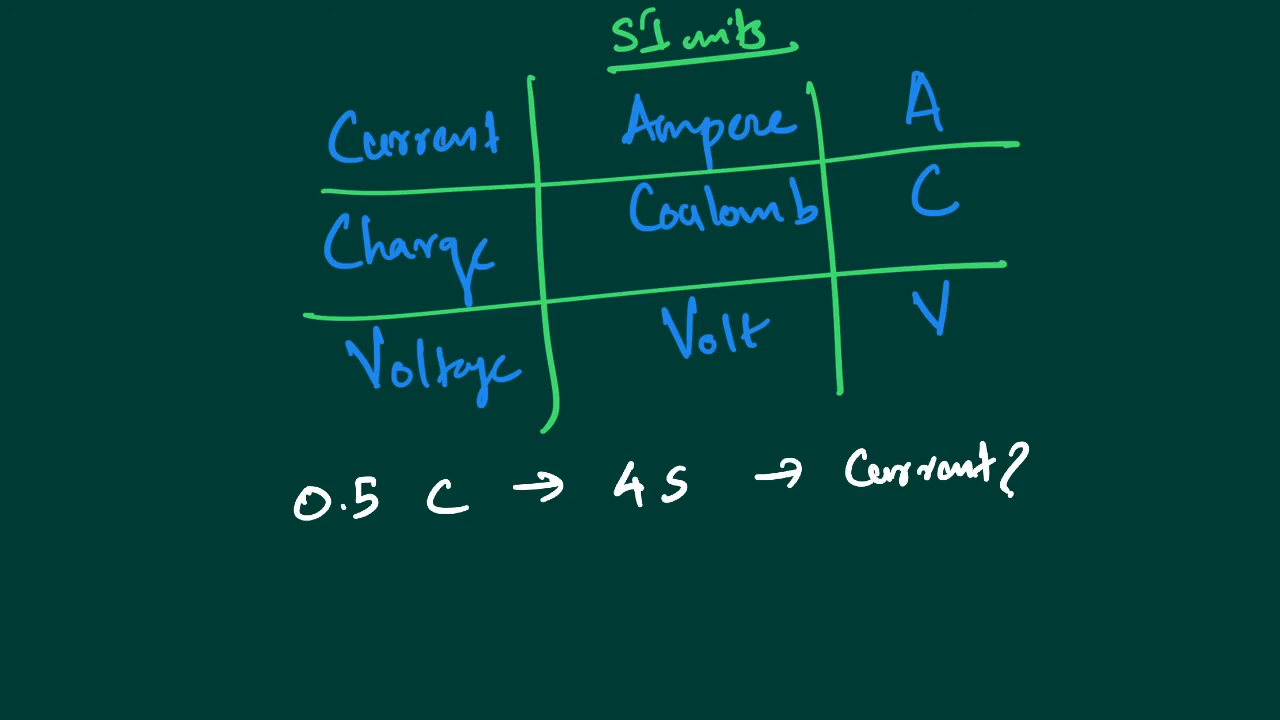 SI units
Current Ampere A
Charge Coulomb C
Voltage Volt V
0.5 C → 4 S → Current?